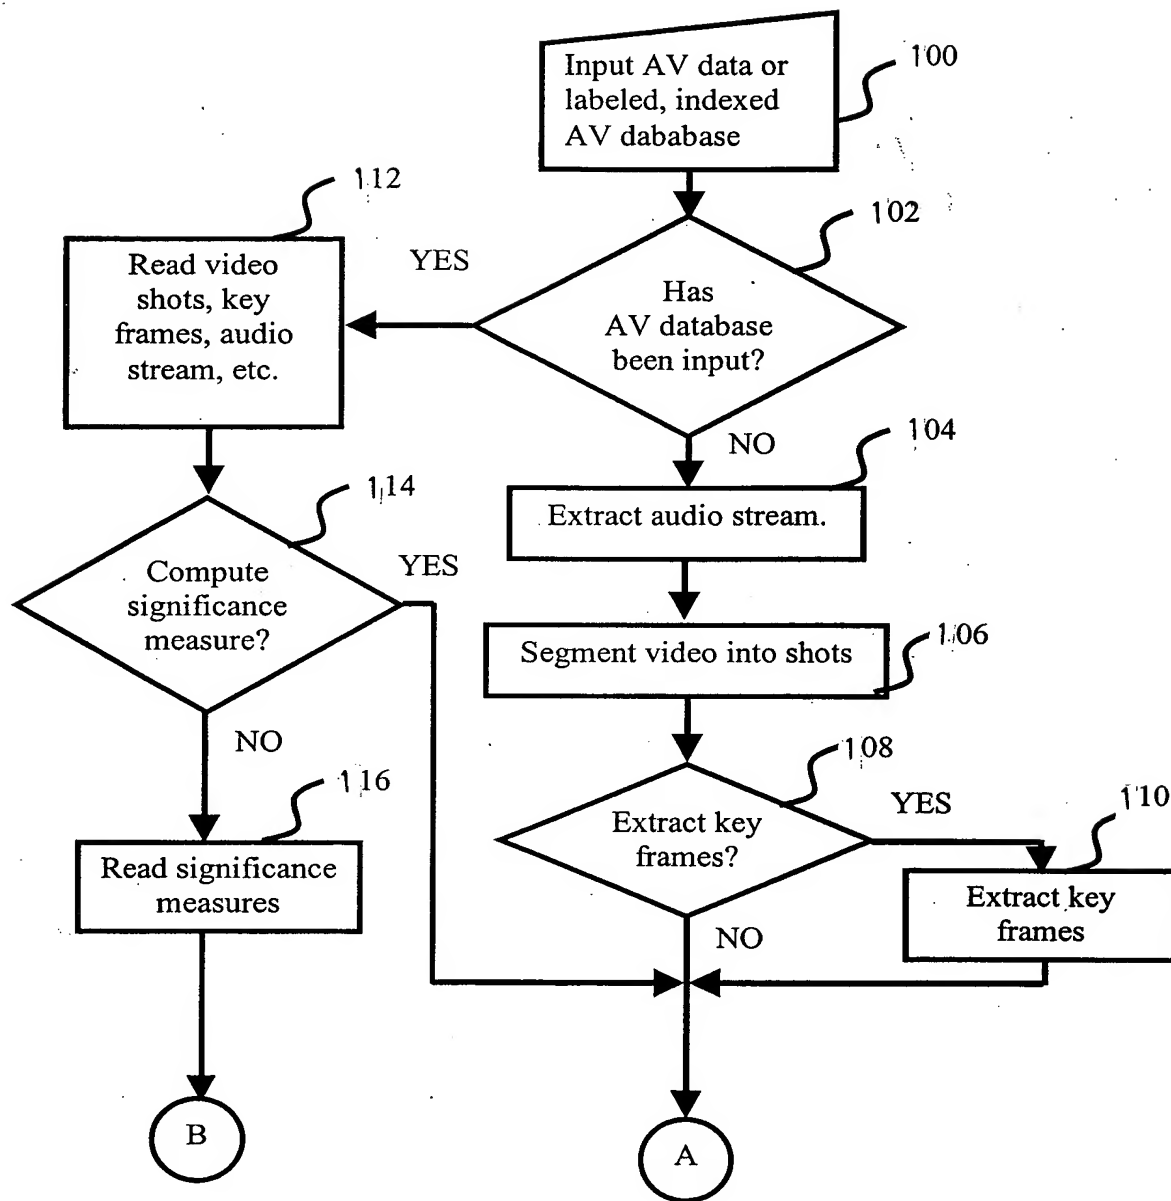 Input AV data or
labeled, indexed
AV dababase
100
102
Has
AV database
been input?
YES
NO
112
Read video
shots, key
frames, audio
stream, etc.
104
Extract audio stream.
114
Compute
significance
measure?
YES
NO
106
Segment video into shots
108
Extract key
frames?
YES
NO
110
Extract key
frames
116
Read significance
measures
B
A